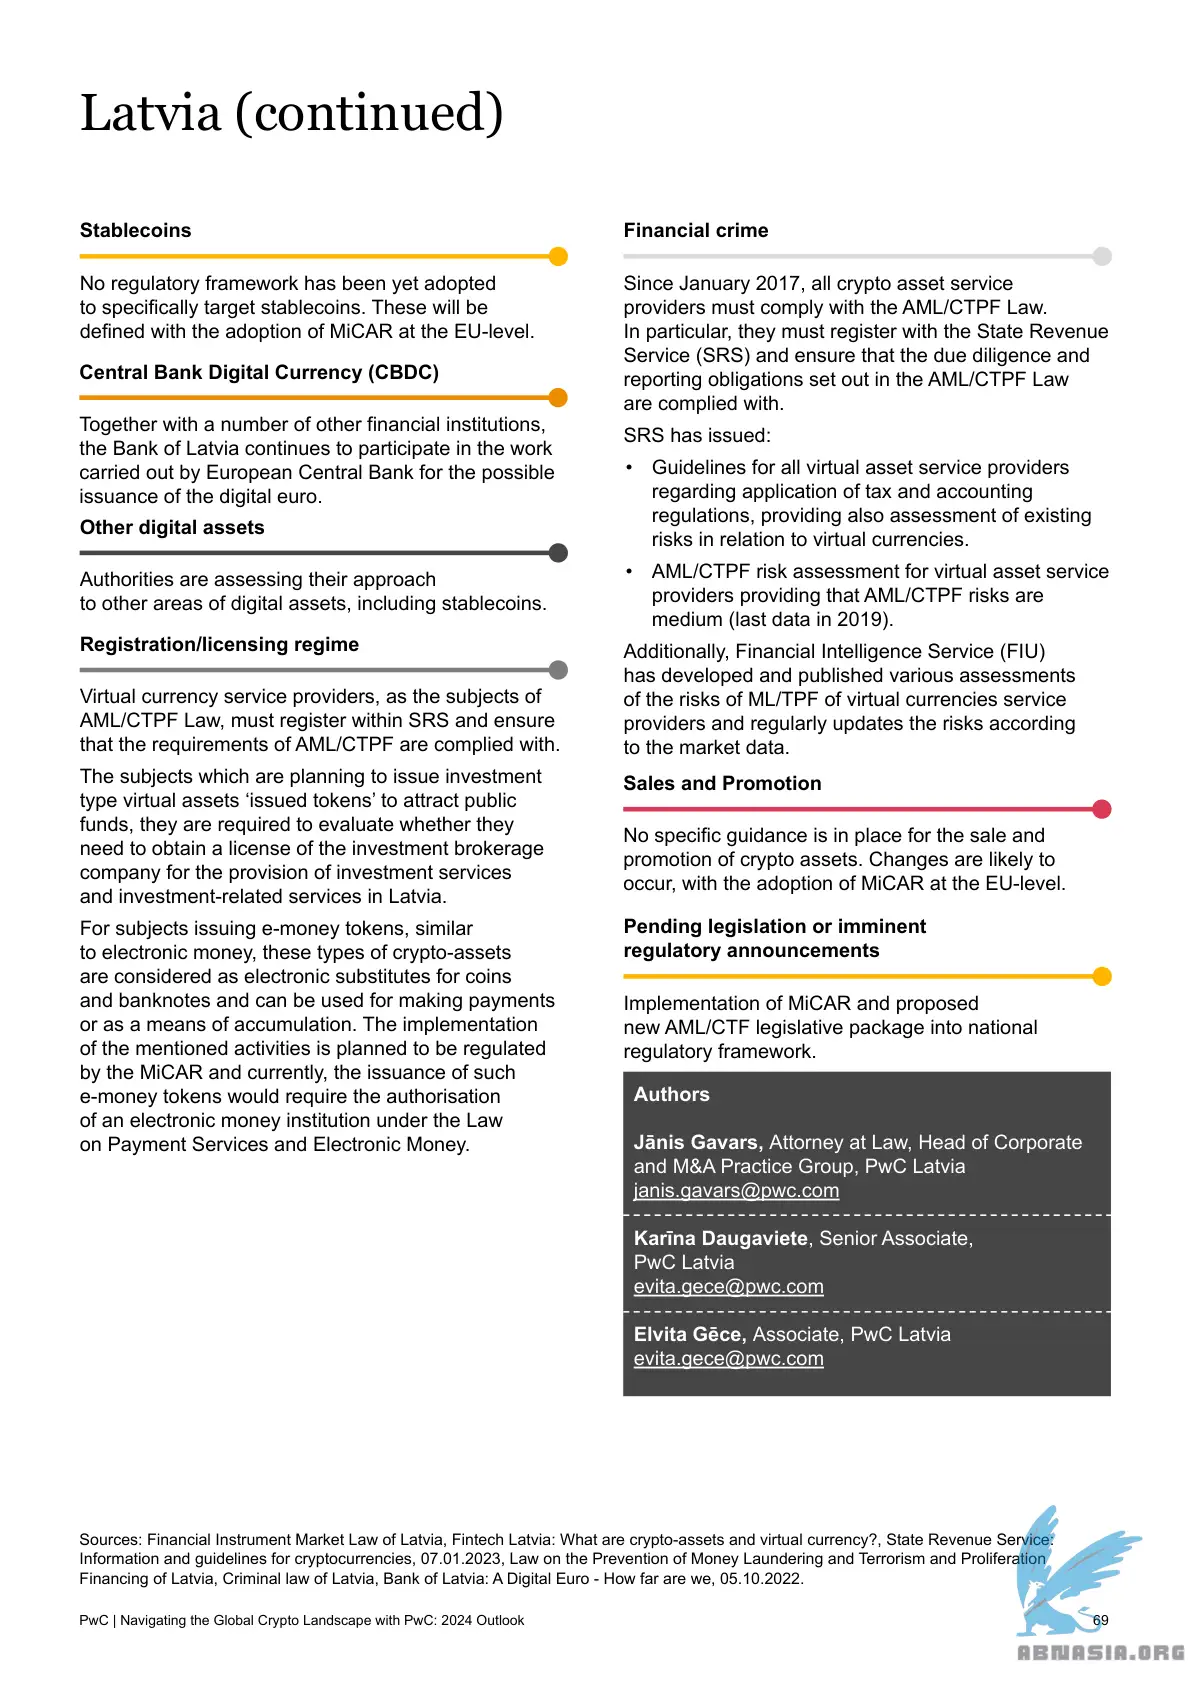 Latvia (continued)
Stablecoins
No regulatory framework has been yet adopted
to specifically target stablecoins. These will be
defined with the adoption of MiCAR at the EU-level.
Central Bank Digital Currency (CBDC)
Together with a number of other financial institutions,
the Bank of Latvia continues to participate in the work
carried out by European Central Bank for the possible
issuance of the digital euro.
Other digital assets
Authorities are assessing their approach
to other areas of digital assets, including stablecoins.
Registration/licensing regime
Virtual currency service providers, as the subjects of
AML/CTPF Law, must register within SRS and ensure
that the requirements of AML/CTPF are complied with.
The subjects which are planning to issue investment
type virtual assets ‘issued tokens’ to attract public
funds, they are required to evaluate whether they
need to obtain a license of the investment brokerage
company for the provision of investment services
and investment-related services in Latvia.
For subjects issuing e-money tokens, similar
to electronic money, these types of crypto-assets
are considered as electronic substitutes for coins
and banknotes and can be used for making payments
or as a means of accumulation. The implementation
of the mentioned activities is planned to be regulated
by the MiCAR and currently, the issuance of such
e-money tokens would require the authorisation
of an electronic money institution under the Law
on Payment Services and Electronic Money.
Financial crime
Since January 2017, all crypto asset service
providers must comply with the AML/CTPF Law.
In particular, they must register with the State Revenue
Service (SRS) and ensure that the due diligence and
reporting obligations set out in the AML/CTPF Law
are complied with.
SRS has issued:
• Guidelines for all virtual asset service providers
regarding application of tax and accounting
regulations, providing also assessment of existing
risks in relation to virtual currencies.
• AML/CTPF risk assessment for virtual asset service
providers providing that AML/CTPF risks are
medium (last data in 2019).
Additionally, Financial Intelligence Service (FIU)
has developed and published various assessments
of the risks of ML/TPF of virtual currencies service
providers and regularly updates the risks according
to the market data.
Sales and Promotion
No specific guidance is in place for the sale and
promotion of crypto assets. Changes are likely to
occur, with the adoption of MiCAR at the EU-level.
Pending legislation or imminent
regulatory announcements
Implementation of MiCAR and proposed
new AML/CTF legislative package into national
regulatory framework.
Authors
Jānis Gavars, Attorney at Law, Head of Corporate
and M&A Practice Group, PwC Latvia
janis.gavars@pwc.com
Karīna Daugaviete, Senior Associate,
PwC Latvia
evita.gece@pwc.com
Elvita Gēce, Associate, PwC Latvia
evita.gece@pwc.com
Sources: Financial Instrument Market Law of Latvia, Fintech Latvia: What are crypto-assets and virtual currency?, State Revenue Service:
Information and guidelines for cryptocurrencies, 07.01.2023, Law on the Prevention of Money Laundering and Terrorism and Proliferation
Financing of Latvia, Criminal law of Latvia, Bank of Latvia: A Digital Euro - How far are we, 05.10.2022.
PwC | Navigating the Global Crypto Landscape with PwC: 2024 Outlook
69
ABNASIA.ORG